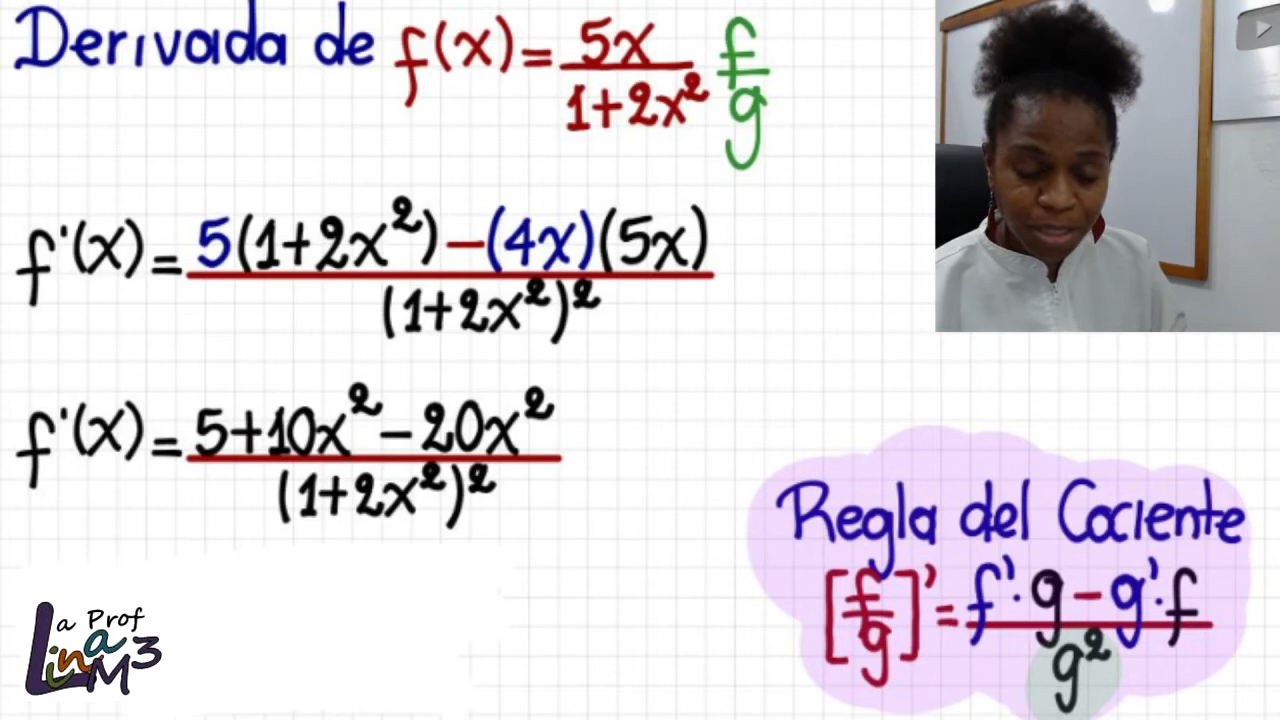 Derivada de f(x) = 5x / 1+2x² f/g
f'(x) = 5(1+2x²) − (4x)(5x) / (1+2x²)²
f'(x) = 5+10x² − 20x² / (1+2x²)²
Regla del Cociente
[f/g]' = f'·g − g'·f / g²
La Prof
Lina M3